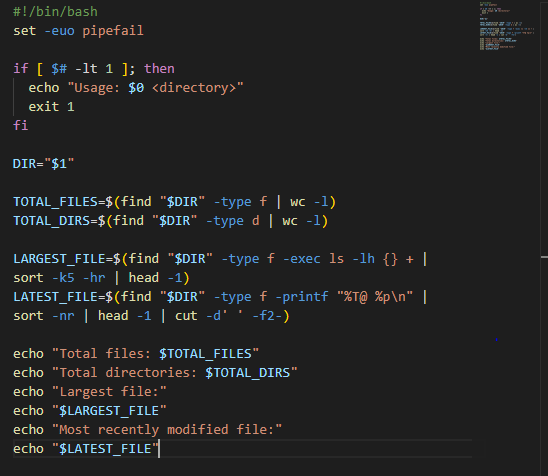 #!/bin/bash
set -euo pipefail

if [ $# -lt 1 ]; then
  echo "Usage: $0 <directory>"
  exit 1
fi

DIR="$1"

TOTAL_FILES=$(find "$DIR" -type f | wc -l)
TOTAL_DIRS=$(find "$DIR" -type d | wc -l)

LARGEST_FILE=$(find "$DIR" -type f -exec ls -lh {} + |
sort -k5 -hr | head -1)
LATEST_FILE=$(find "$DIR" -type f -printf "%T@ %p\n" |
sort -nr | head -1 | cut -d' ' -f2-)

echo "Total files: $TOTAL_FILES"
echo "Total directories: $TOTAL_DIRS"
echo "Largest file:"
echo "$LARGEST_FILE"
echo "Most recently modified file:"
echo "$LATEST_FILE"